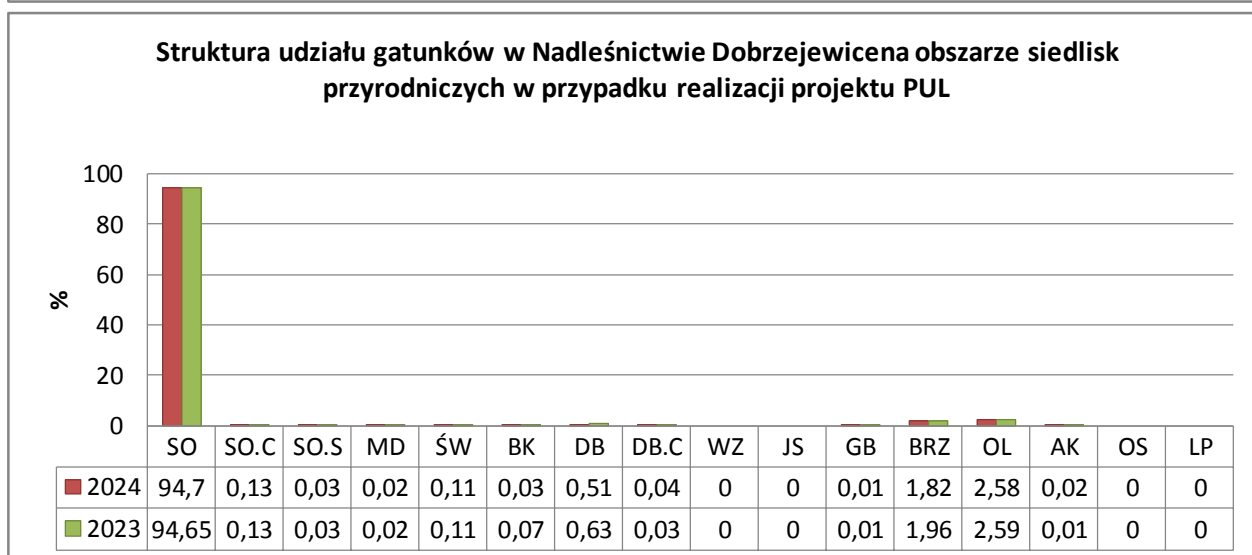 Struktura udziału gatunków w Nadleśnictwie Dobrzejewicena obszarze siedlisk
przyrodniczych w przypadku realizacji projektu PUL
%
100
80
60
40
20
0
SO SO.C SO.S MD ŚW BK DB DB.C WZ JS GB BRZ OL AK OS LP
2024 94,7 0,13 0,03 0,02 0,11 0,03 0,51 0,04 0 0 0,01 1,82 2,58 0,02 0 0
2023 94,65 0,13 0,03 0,02 0,11 0,07 0,63 0,03 0 0 0,01 1,96 2,59 0,01 0 0